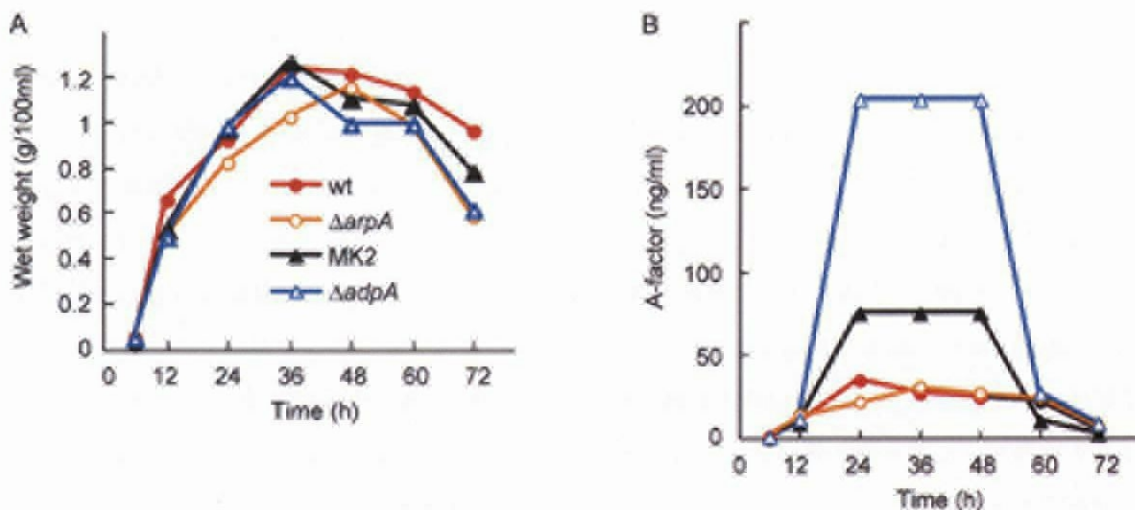 A
Wet weight (g/100ml)
1.2
1
0.8
0.6
0.4
0.2
0
0 12 24 36 48 60 72
Time (h)
wt
ΔarpA
MK2
ΔadpA
B
A-factor (ng/ml)
200
150
100
50
0
0 12 24 36 48 60 72
Time (h)